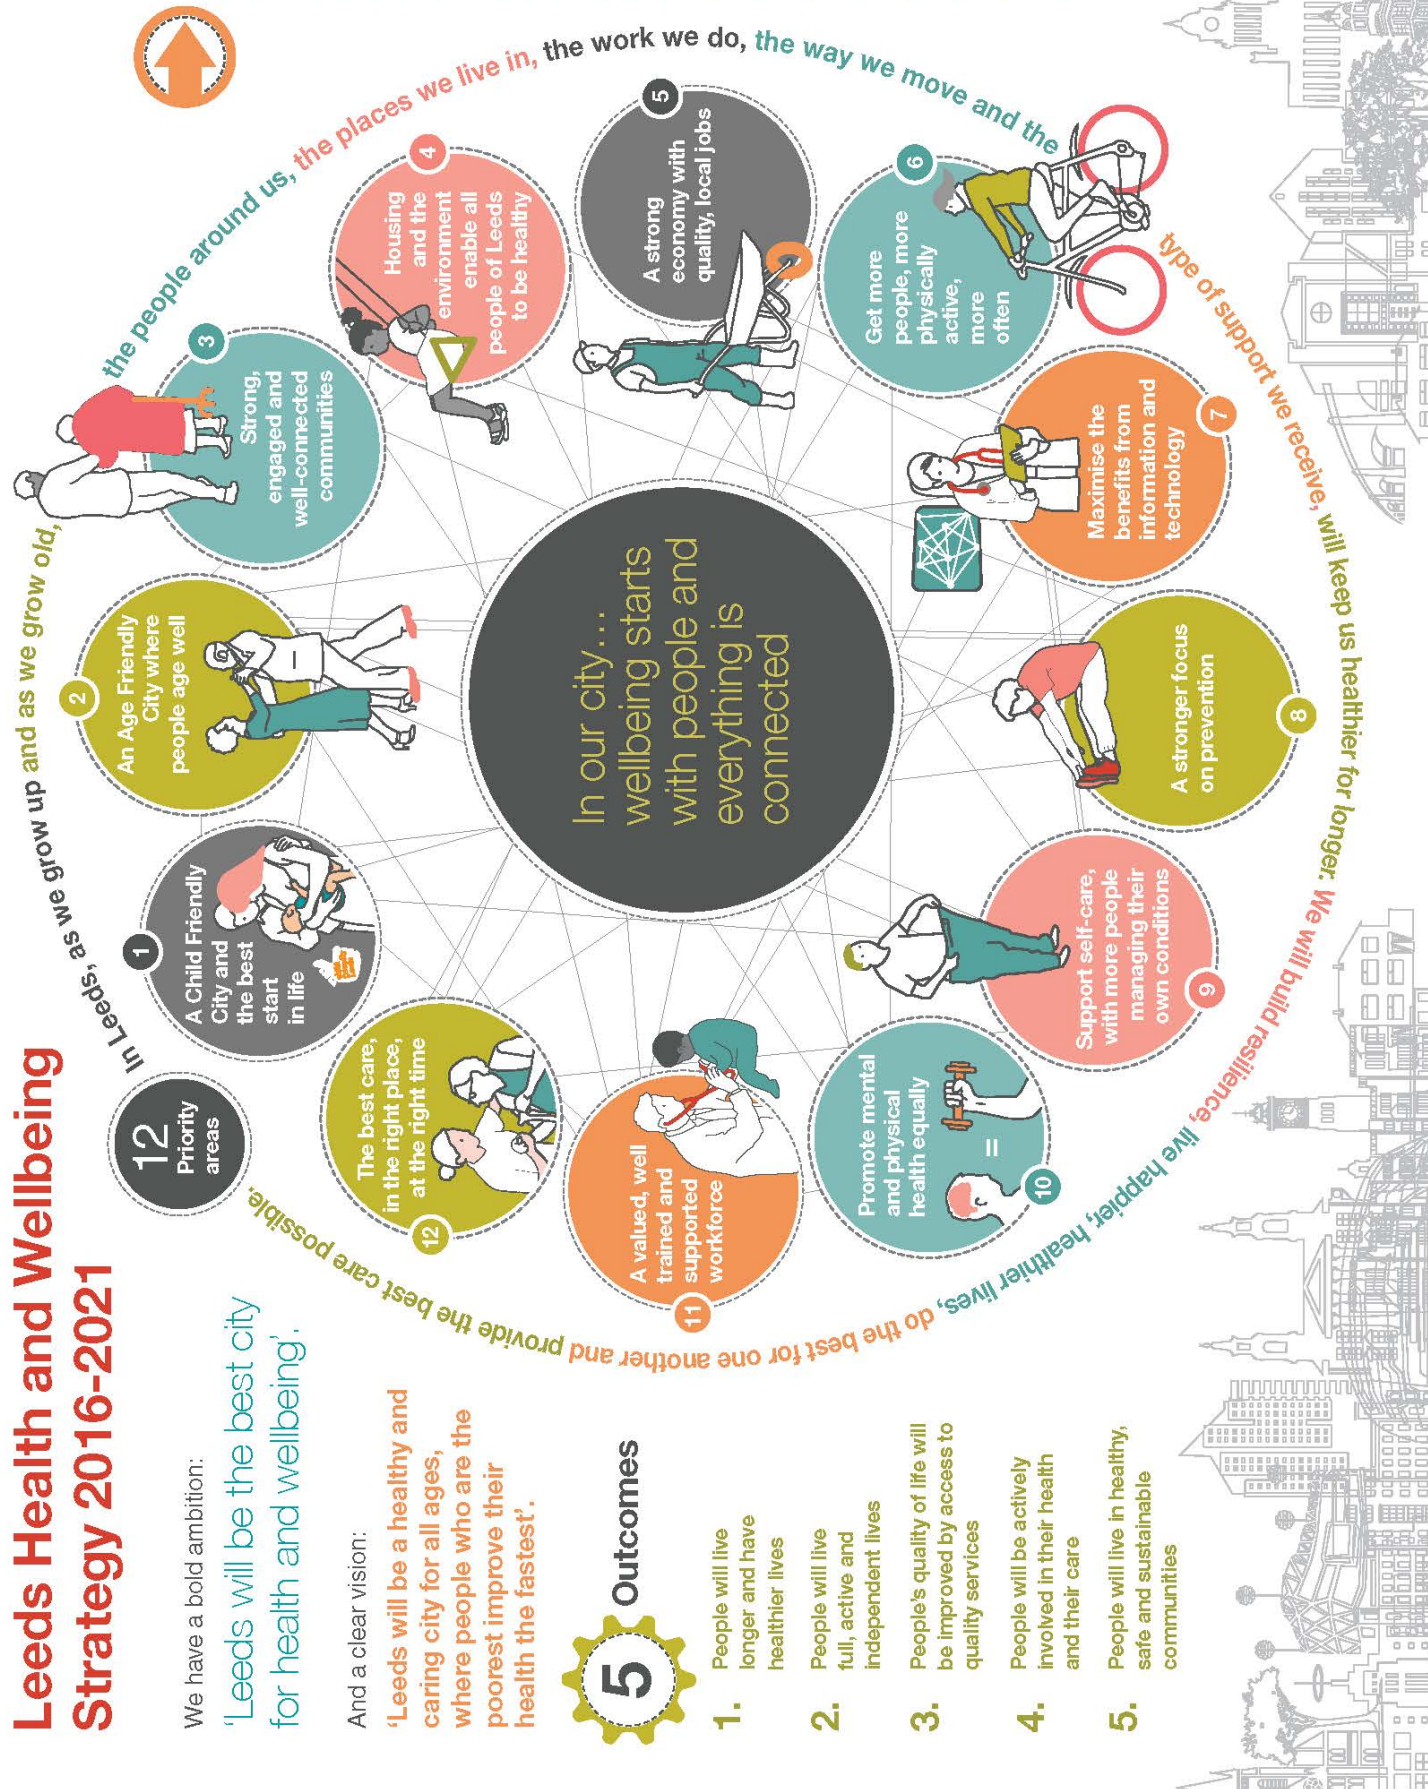 Leeds Health and Wellbeing
Strategy 2016-2021
We have a bold ambition:
'Leeds will be the best city
for health and wellbeing'.
And a clear vision:
'Leeds will be a healthy and
caring city for all ages,
where people who are the
poorest improve their
health the fastest'.
5 Outcomes
1. People will live
longer and have
healthier lives
2. People will live
full, active and
independent lives
3. People's quality of life will
be improved by access to
quality services
4. People will be actively
involved in their health
and their care
5. People will live in healthy,
safe and sustainable
communities
12
Priority
areas
In Leeds, as we grow up and as we grow old, the people around us, the places we live in, the work we do, the way we move and the type of support we receive, will keep us healthier for longer. We will build resilience, live happier, healthier lives, do the best for one another and provide the best care possible.
1
A Child Friendly
City and
the best
start
in life
2
An Age Friendly
City where
people age well
3
Strong,
engaged and
well-connected
communities
4
Housing
and the
environment
enable all
people of Leeds
to be healthy
5
A strong
economy with
quality, local jobs
6
Get more
people, more
physically
active,
more
often
7
Maximise the
benefits from
information and
technology
8
A stronger focus
on prevention
9
Support self-care,
with more people
managing their
own conditions
10
Promote mental
and physical
health equally
=
11
A valued, well
trained and
supported
workforce
12
The best care,
in the right place,
at the right time
In our city...
wellbeing starts
with people and
everything is
connected